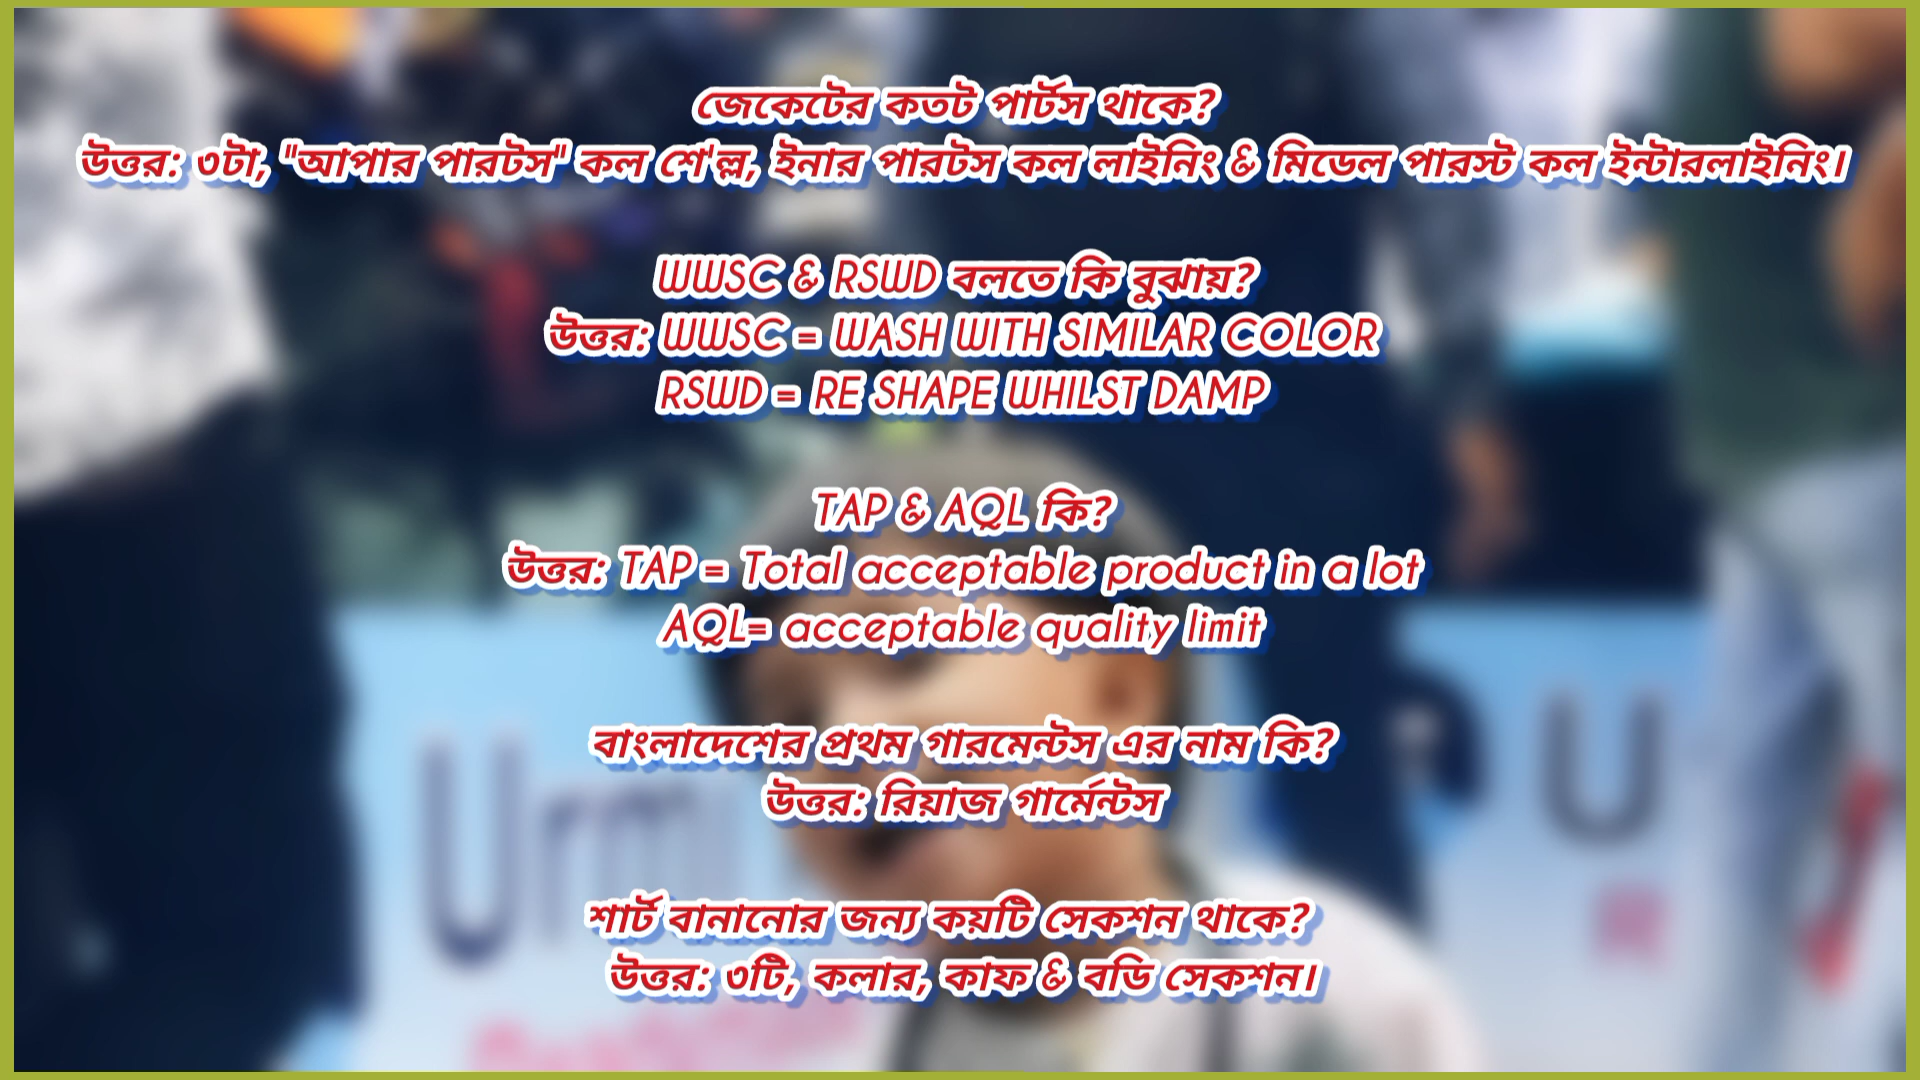 জেকেটের কতট পার্টস থাকে?
উত্তর: ৩টা, "আপার পারটস" কল শে'ল্ল, ইনার পারটস কল লাইনিং & মিডেল পারস্ট কল ইন্টারলাইনিং।
WWSC & RSWD বলতে কি বুঝায়?
উত্তর: WWSC = WASH WITH SIMILAR COLOR
RSWD = RE SHAPE WHILST DAMP
TAP & AQL কি?
উত্তর: TAP = Total acceptable product in a lot
AQL= acceptable quality limit
বাংলাদেশের প্রথম গারমেন্টস এর নাম কি?
উত্তর: রিয়াজ গার্মেন্টস
শার্ট বানানোর জন্য কয়টি সেকশন থাকে?
উত্তর: ৩টি, কলার, কাফ & বডি সেকশন।
Urmi
U